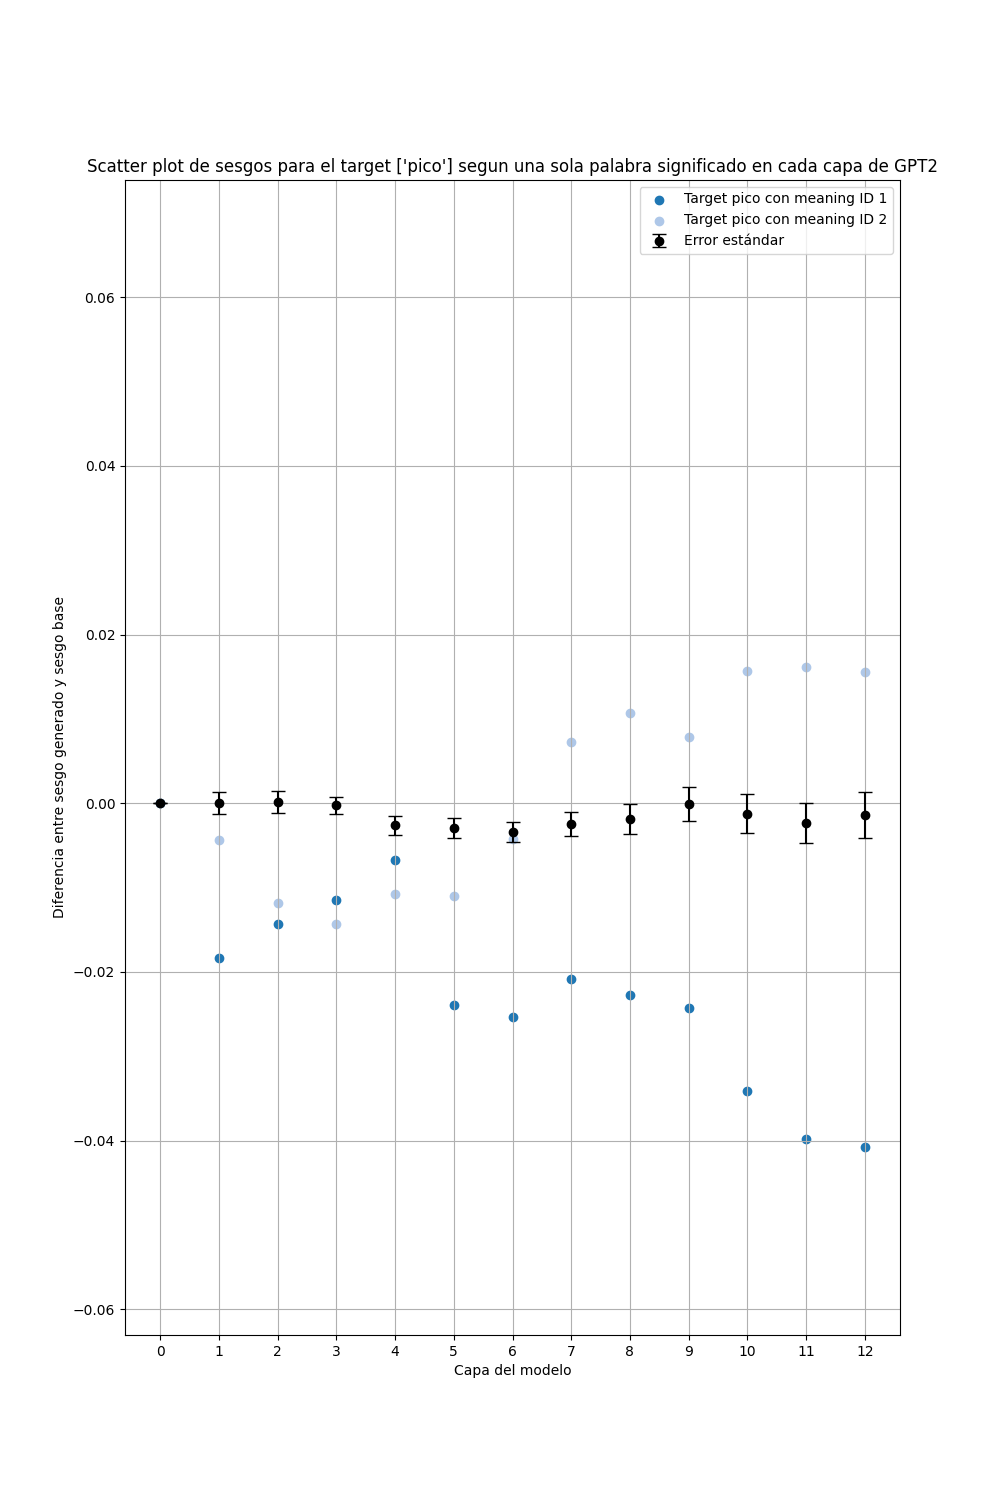 Scatter plot de sesgos para el target ['pico'] segun una sola palabra significado en cada capa de GPT2
Target pico con meaning ID 1
Target pico con meaning ID 2
Error estándar
Diferencia entre sesgo generado y sesgo base
0.06
0.04
0.02
0.00
−0.02
−0.04
−0.06
0 1 2 3 4 5 6 7 8 9 10 11 12
Capa del modelo